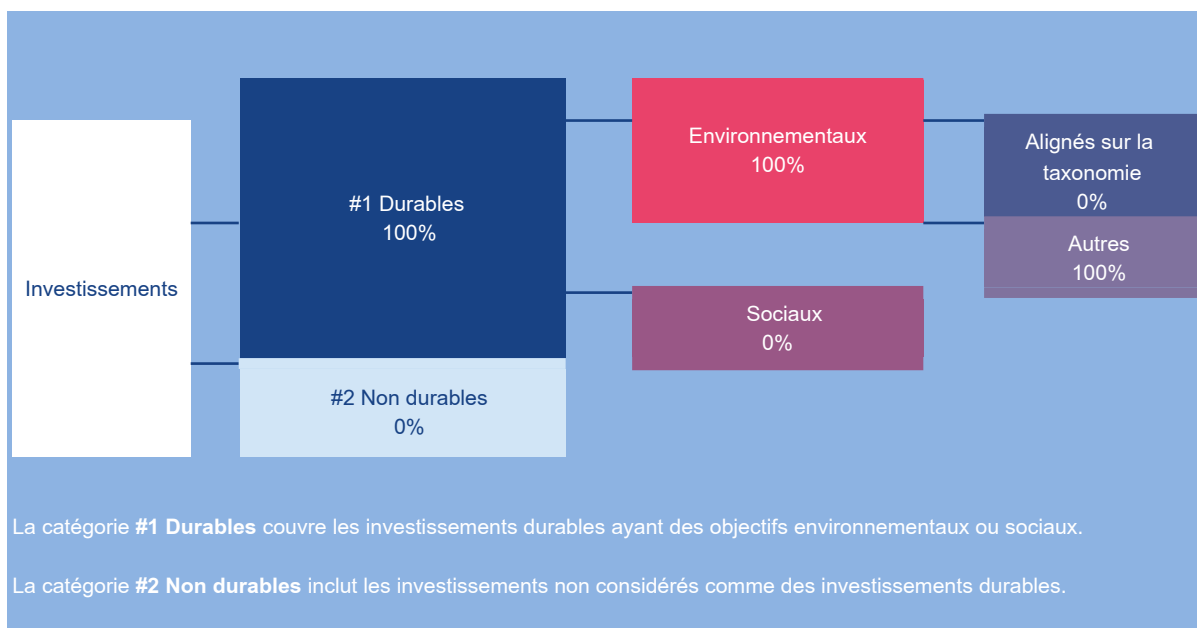 Investissements
#1 Durables
100%
#2 Non durables
0%
Environnementaux
100%
Sociaux
0%
Alignés sur la
taxonomie
0%
Autres
100%
La catégorie #1 Durables couvre les investissements durables ayant des objectifs environnementaux ou sociaux.
La catégorie #2 Non durables inclut les investissements non considérés comme des investissements durables.